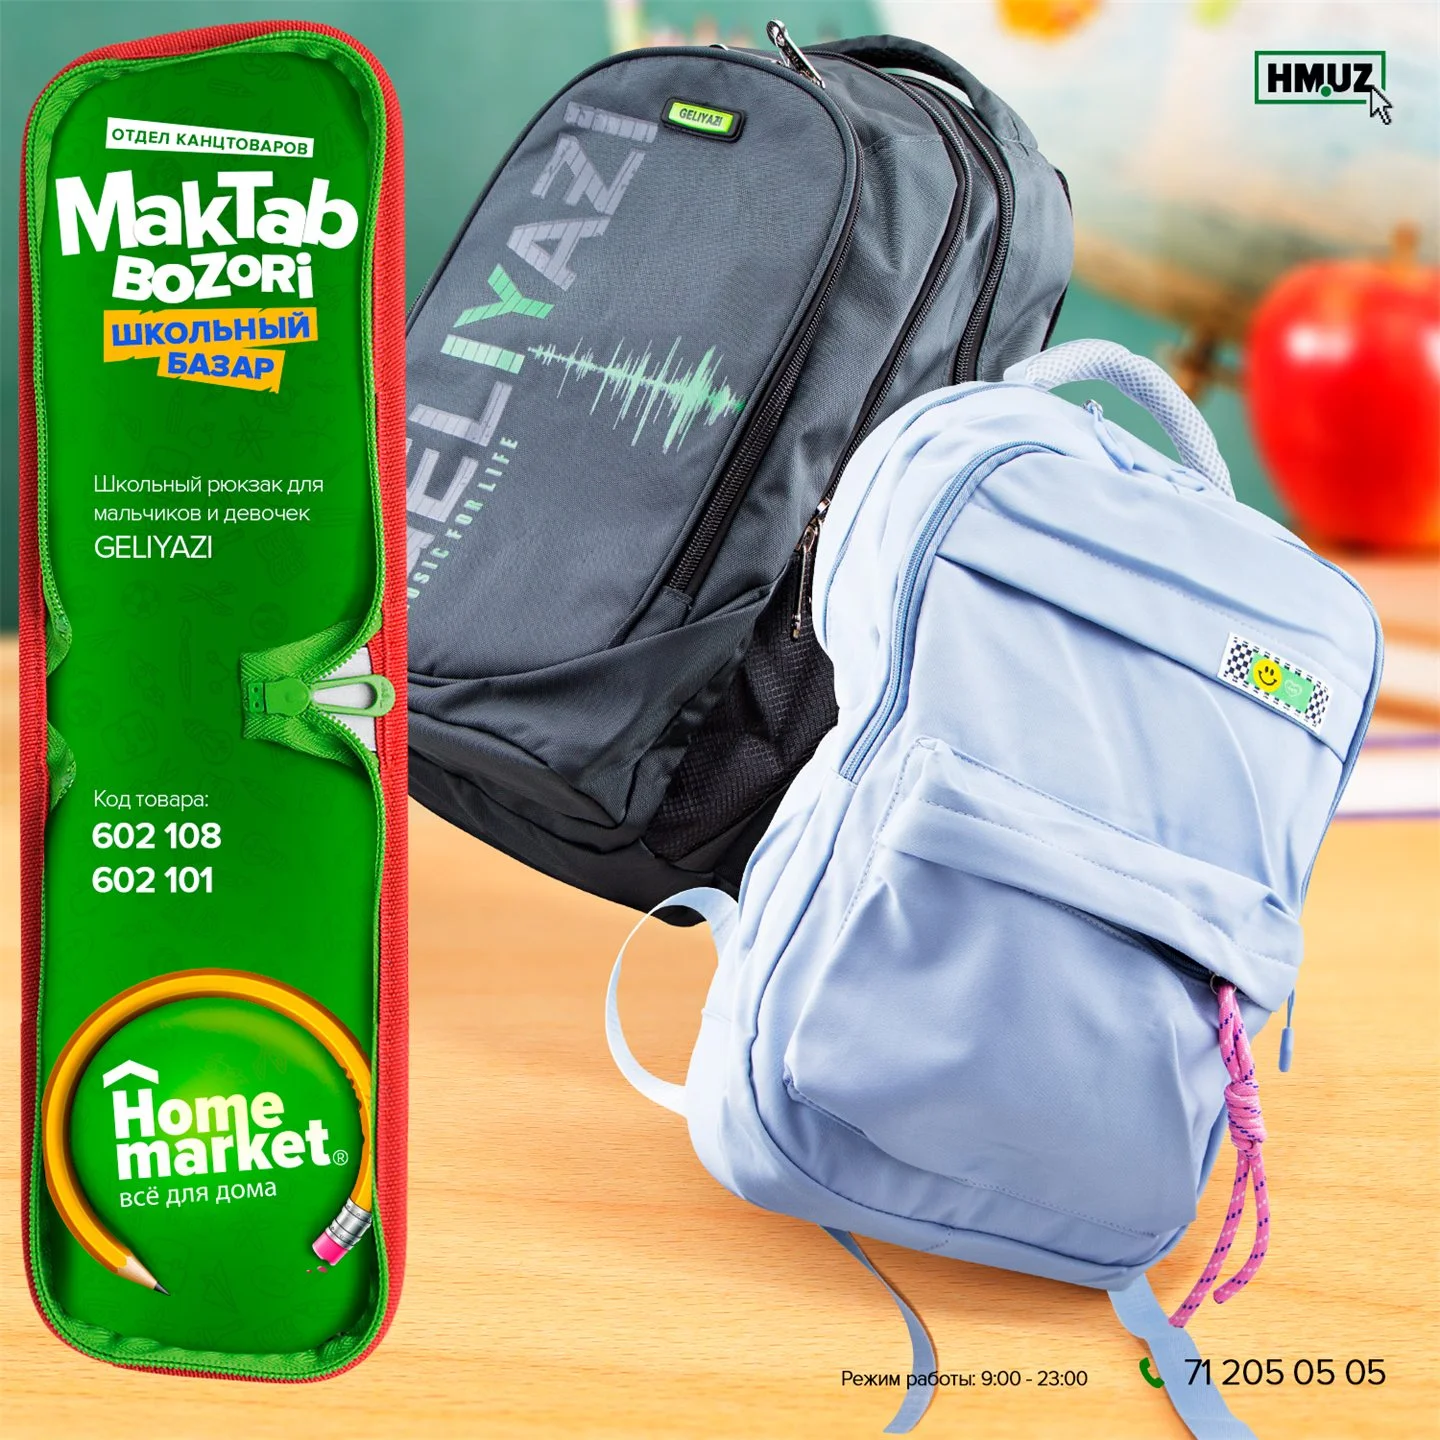 ОТДЕЛ КАНЦТОВАРОВ
MakTab
BOZORi
ШКОЛЬНЫЙ
БАЗАР
Школьный рюкзак для
мальчиков и девочек
GELIYAZI
Код товара:
602 108
602 101
Home
market®
всё для дома
GELIYAZI
GELIYAZI
MUSIC FOR LIFE
HM.UZ
Режим работы: 9:00 - 23:00
71 205 05 05